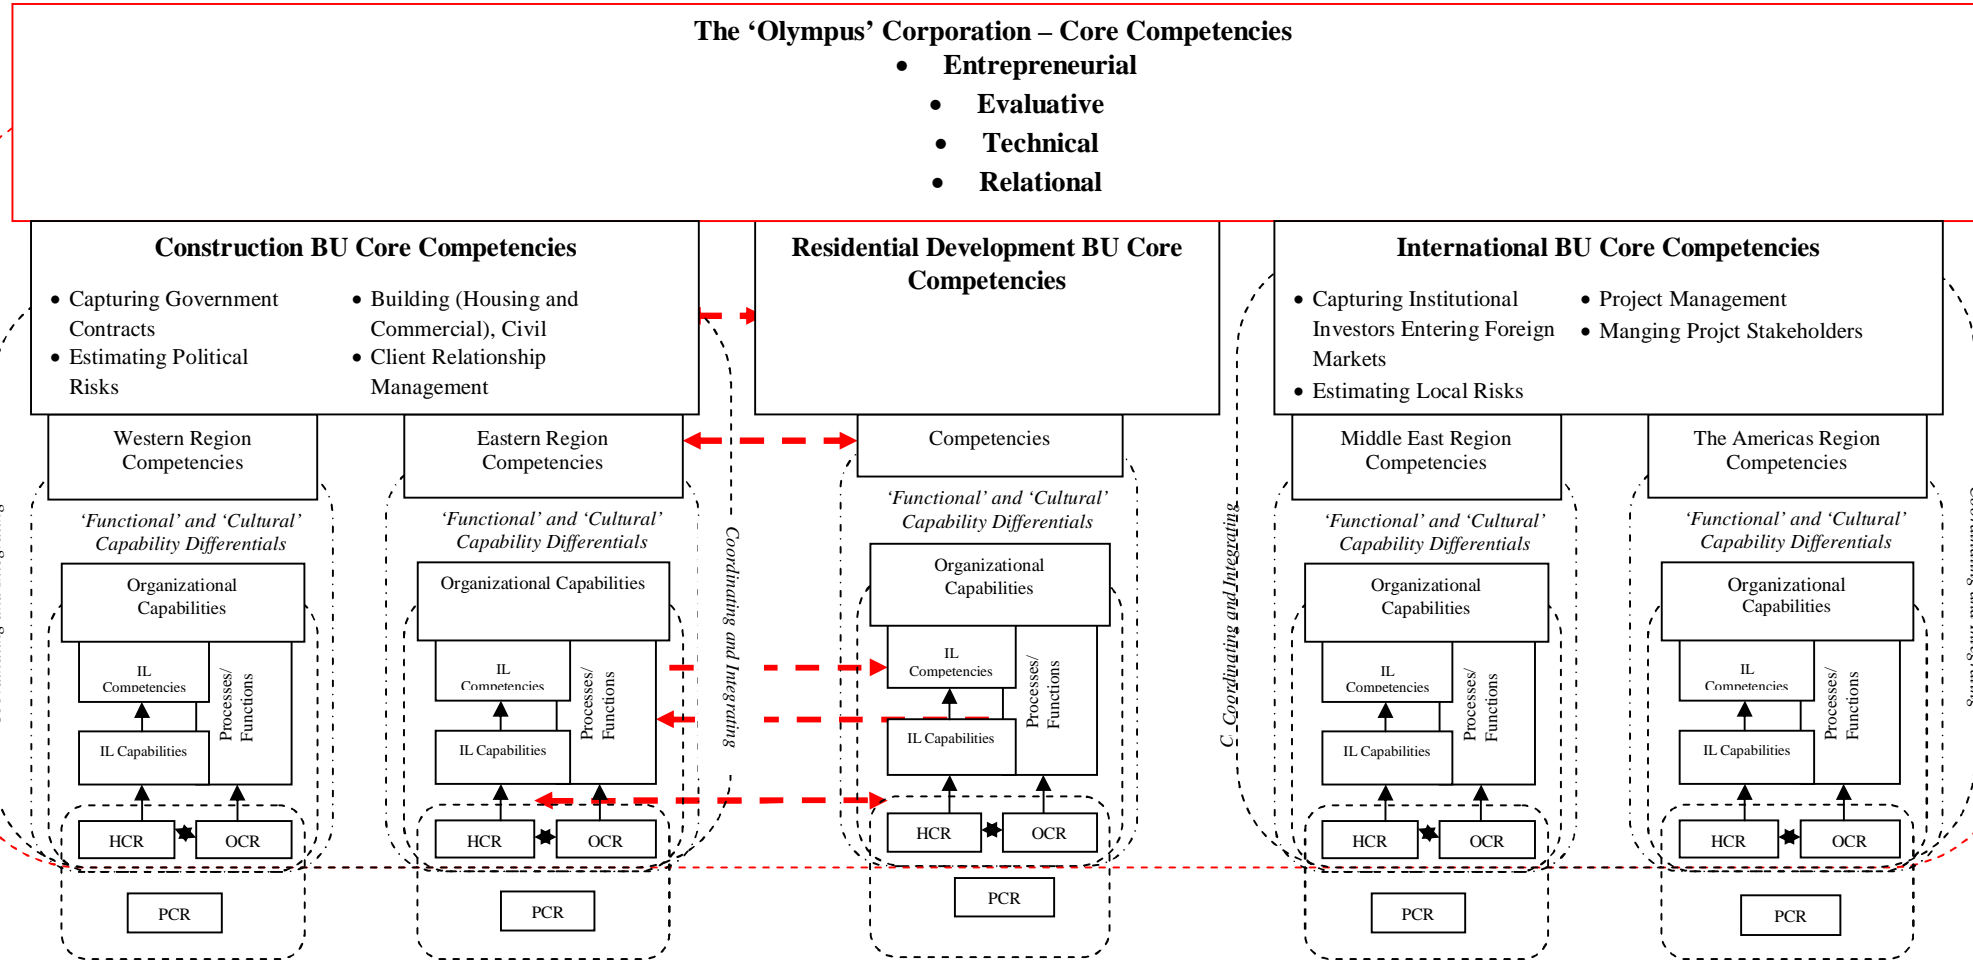 The ‘Olympus’ Corporation – Core Competencies
• Entrepreneurial
• Evaluative
• Technical
• Relational
Construction BU Core Competencies
• Capturing Government
Contracts
• Estimating Political
Risks
• Building (Housing and
Commercial), Civil
• Client Relationship
Management
Residential Development BU Core
Competencies
International BU Core Competencies
• Capturing Institutional
Investors Entering Foreign
Markets
• Estimating Local Risks
• Project Management
• Manging Projct Stakeholders
Western Region
Competencies
‘Functional’ and ‘Cultural’
Capability Differentials
Organizational
Capabilities
IL
Competencies
Processes/
Functions
IL Capabilities
HCR
OCR
PCR
Eastern Region
Competencies
‘Functional’ and ‘Cultural’
Capability Differentials
Organizational Capabilities
IL
Competencies
Processes/
Functions
IL Capabilities
HCR
OCR
PCR
Coordinating and Integrating
Competencies
‘Functional’ and ‘Cultural’
Capability Differentials
Organizational
Capabilities
IL
Competencies
Processes/
Functions
IL Capabilities
HCR
OCR
PCR
C Coordinating and Integrating
Middle East Region
Competencies
‘Functional’ and ‘Cultural’
Capability Differentials
Organizational
Capabilities
IL
Competencies
Processes/
Functions
IL Capabilities
HCR
OCR
PCR
The Americas Region
Competencies
‘Functional’ and ‘Cultural’
Capability Differentials
Organizational
Capabilities
IL
Competencies
Processes/
Functions
IL Capabilities
HCR
OCR
PCR